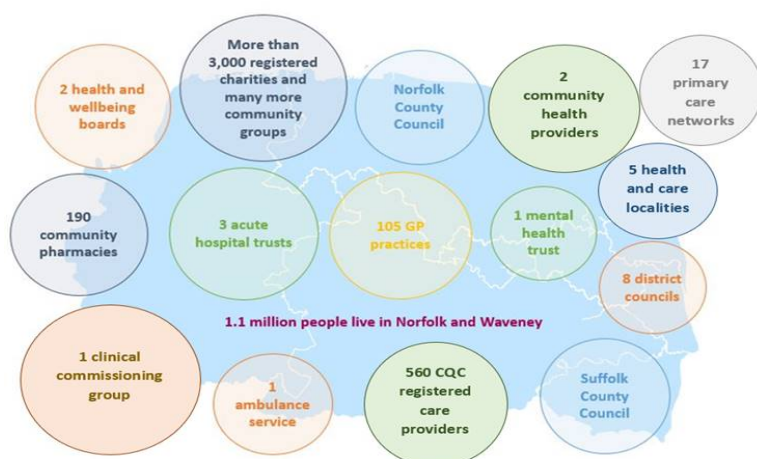 2 health and
wellbeing
boards
More than
3,000 registered
charities and
many more
community
groups
Norfolk
County
Council
2
community
health
providers
17
primary
care
networks
190
community
pharmacies
3 acute
hospital trusts
105 GP
practices
1 mental
health
trust
5 health
and care
localities
8 district
councils
1.1 million people live in Norfolk and Waveney
1 clinical
commissioning
group
1
ambulance
service
560 CQC
registered
care
providers
Suffolk
County
Council